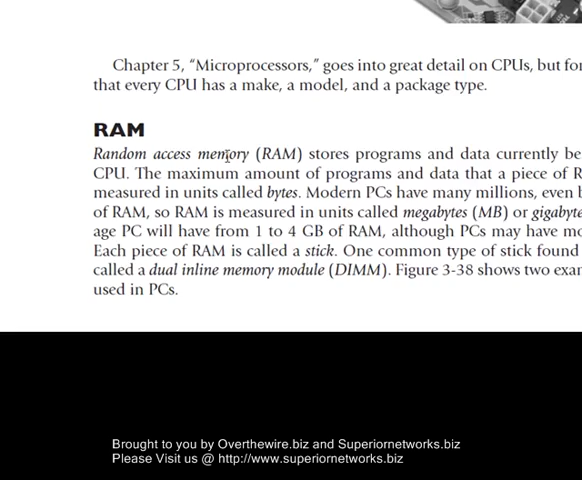 Chapter 5, “Microprocessors,” goes into great detail on CPUs, but for
that every CPU has a make, a model, and a package type.
RAM
Random access memory (RAM) stores programs and data currently be
CPU. The maximum amount of programs and data that a piece of R
measured in units called bytes. Modern PCs have many millions, even b
of RAM, so RAM is measured in units called megabytes (MB) or gigabyte
age PC will have from 1 to 4 GB of RAM, although PCs may have mo
Each piece of RAM is called a stick. One common type of stick found
called a dual inline memory module (DIMM). Figure 3-38 shows two exam
used in PCs.
Brought to you by Overthewire.biz and Superiornetworks.biz
Please Visit us @ http://www.superiornetworks.biz